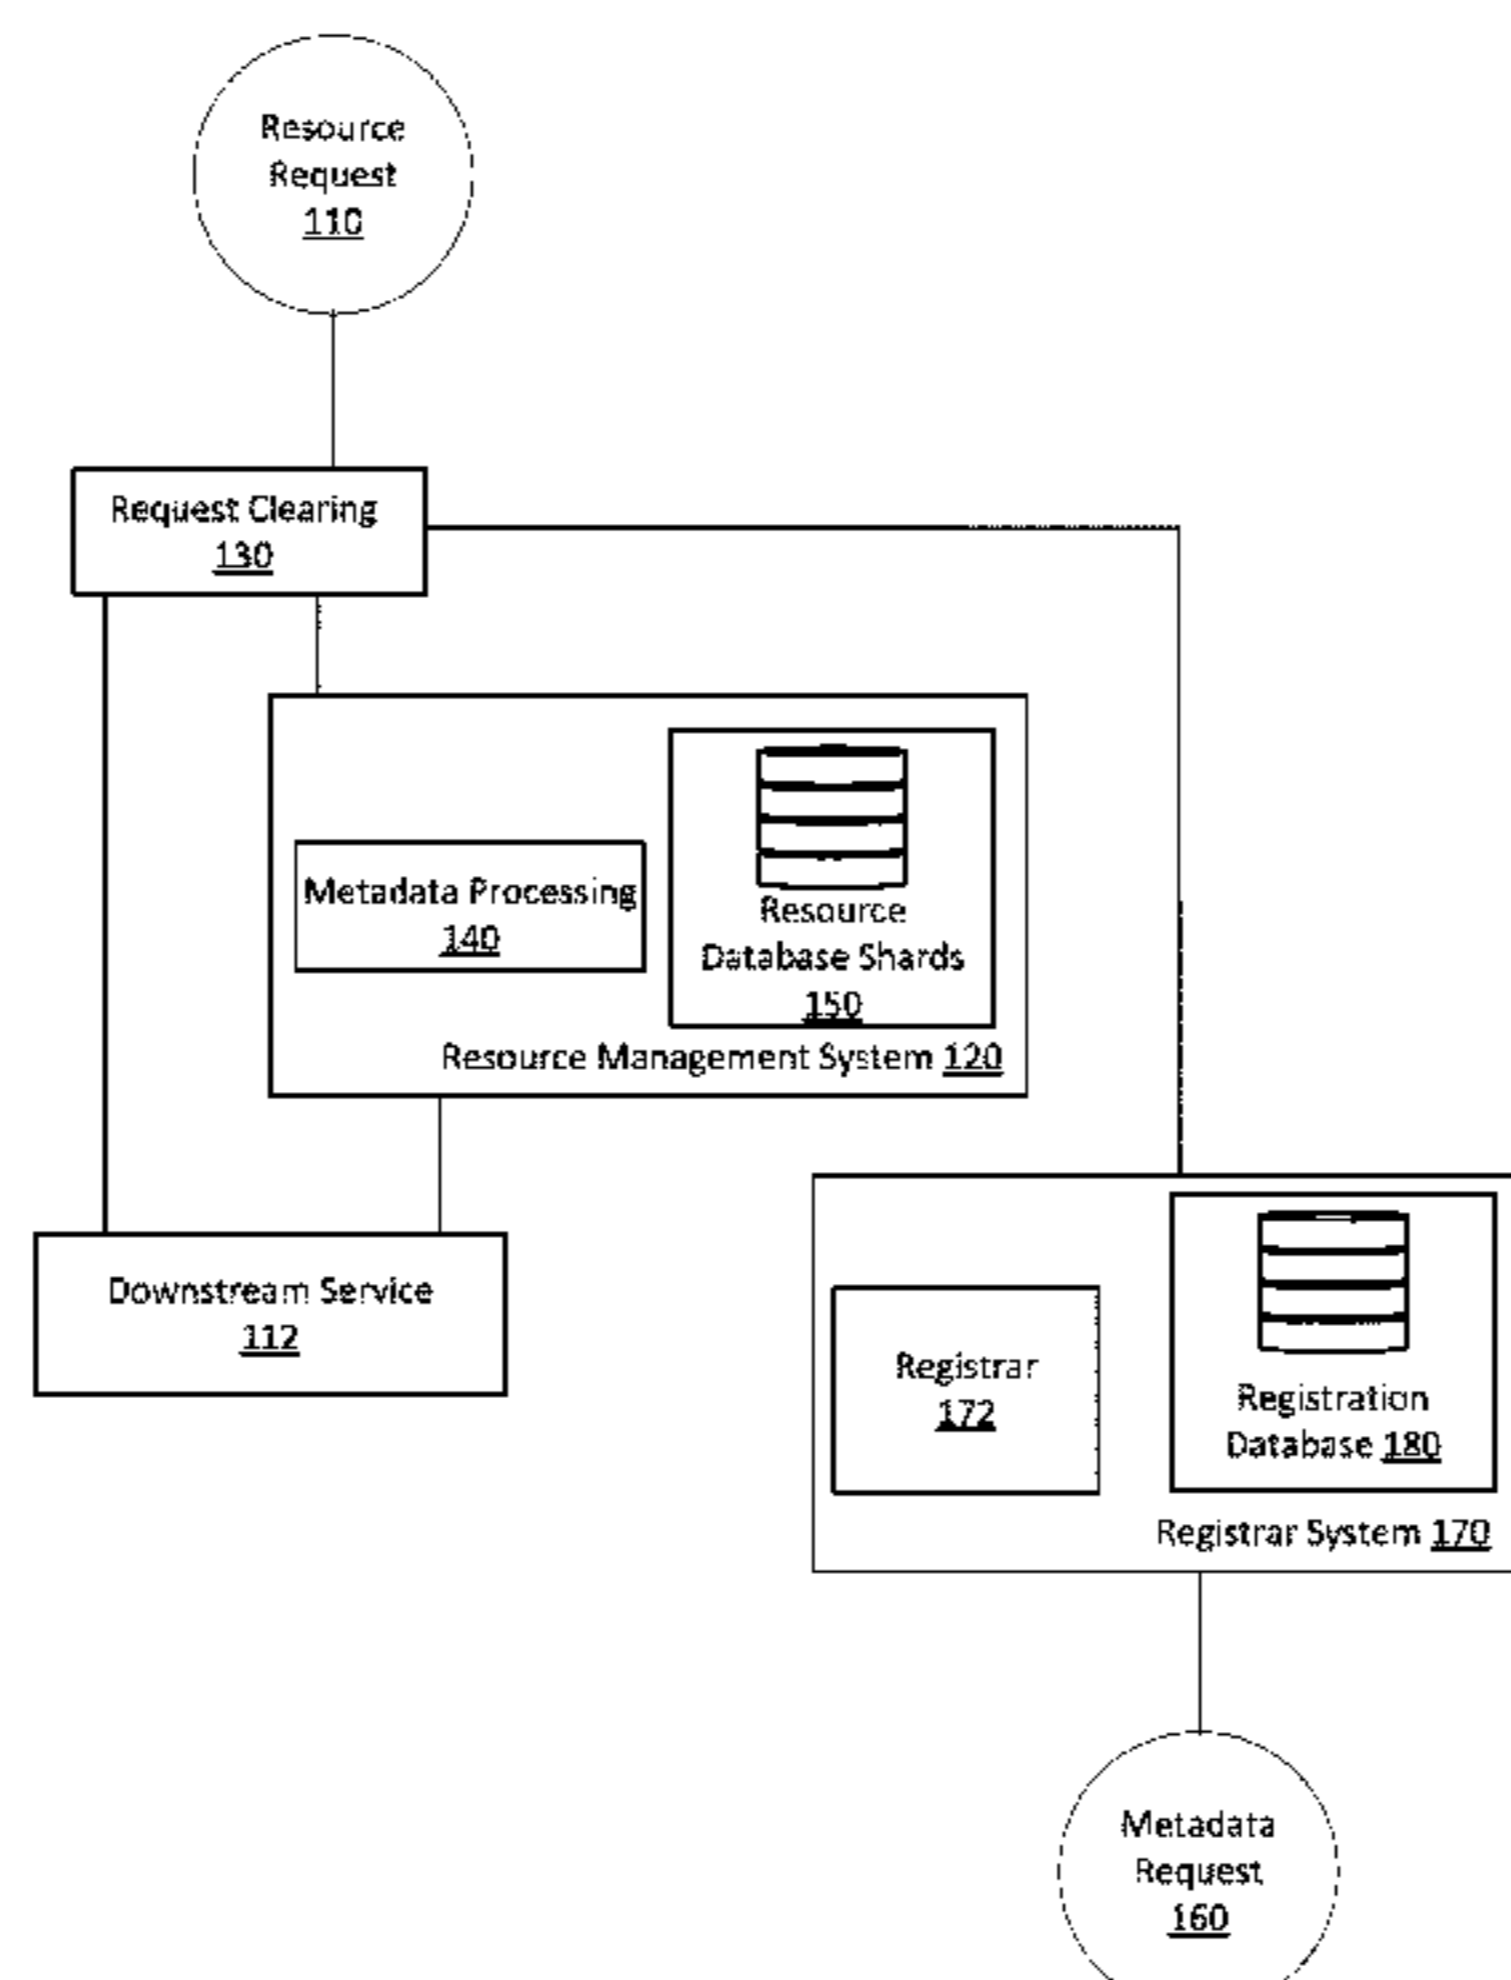 Resource
Request
110
Request Clearing
130
Metadata Processing
140
Resource
Database Shards
150
Resource Management System 120
Downstream Service
112
Registrar
172
Registration
Database 180
Registrar System 170
Metadata
Request
160